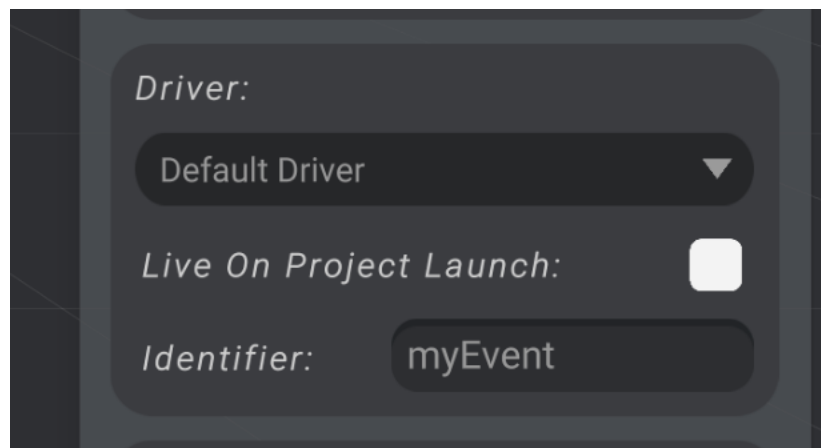 Driver:
Default Driver
Live On Project Launch:
Identifier:
myEvent